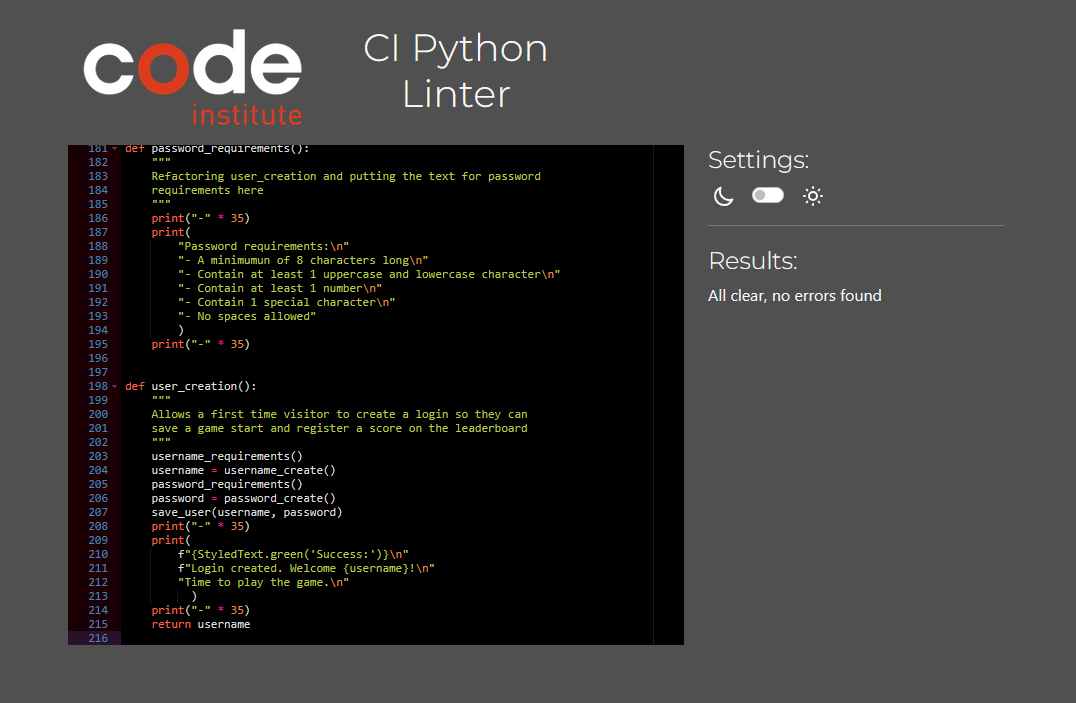 code
institute
CI Python
Linter
181 def password_requirements():
182     """
183     Refactoring user_creation and putting the text for password
184     requirements here
185     """
186     print("-" * 35)
187     print(
188         "Password requirements:\n"
189         "- A minimumun of 8 characters long\n"
190         "- Contain at least 1 uppercase and lowercase character\n"
191         "- Contain at least 1 number\n"
192         "- Contain 1 special character\n"
193         "- No spaces allowed"
194         )
195     print("-" * 35)
196
197
198 def user_creation():
199     """
200     Allows a first time visitor to create a login so they can
201     save a game start and register a score on the leaderboard
202     """
203     username_requirements()
204     username = username_create()
205     password_requirements()
206     password = password_create()
207     save_user(username, password)
208     print("-" * 35)
209     print(
210         f"{StyledText.green('Success:')}\n"
211         f"Login created. Welcome {username}!\n"
212         "Time to play the game.\n"
213           )
214     print("-" * 35)
215     return username
216
Settings:
Results:
All clear, no errors found